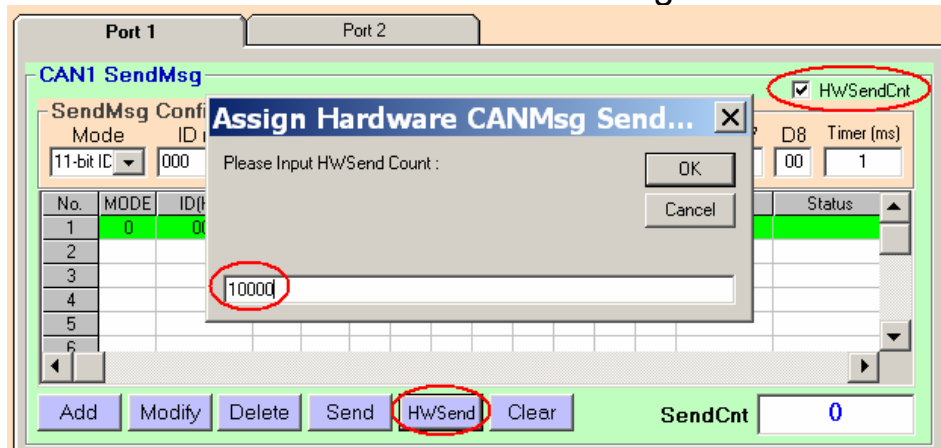 Port 1 Port 2
CAN1 SendMsg
HWSendCnt
SendMsg
Assign Hardware CANMsg Send...
Mode ID D8 Timer (ms)
11-bit ID 000 00 1
Please Input HWSend Count :
OK
Cancel
No. MODE Status
1 0
2
3
4
5
6
10000
Add Modify Delete Send HWSend Clear SendCnt 0